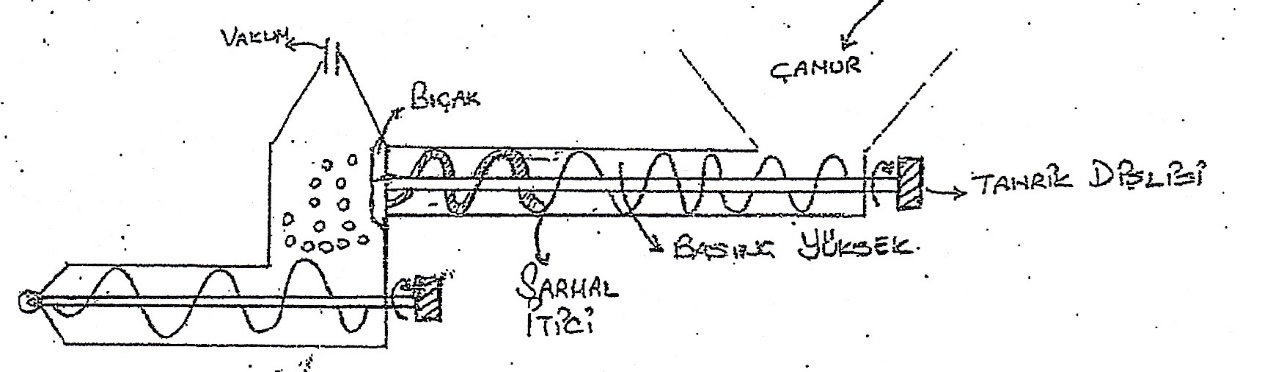 VAKUM
ÇAMUR
BIÇAK
TAHRİK DİŞLİSİ
BASINÇ YÜKSEK.
SARMAL
İTİCİ